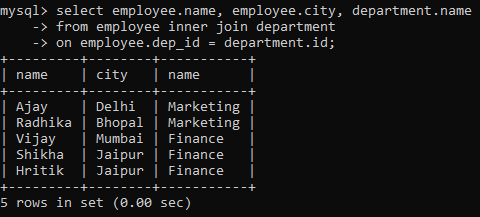 mysql> select employee.name, employee.city, department.name
    -> from employee inner join department
    -> on employee.dep_id = department.id;
+---------+--------+-----------+
| name    | city   | name      |
+---------+--------+-----------+
| Ajay    | Delhi  | Marketing |
| Radhika | Bhopal | Marketing |
| Vijay   | Mumbai | Finance   |
| Shikha  | Jaipur | Finance   |
| Hritik  | Jaipur | Finance   |
+---------+--------+-----------+
5 rows in set (0.00 sec)